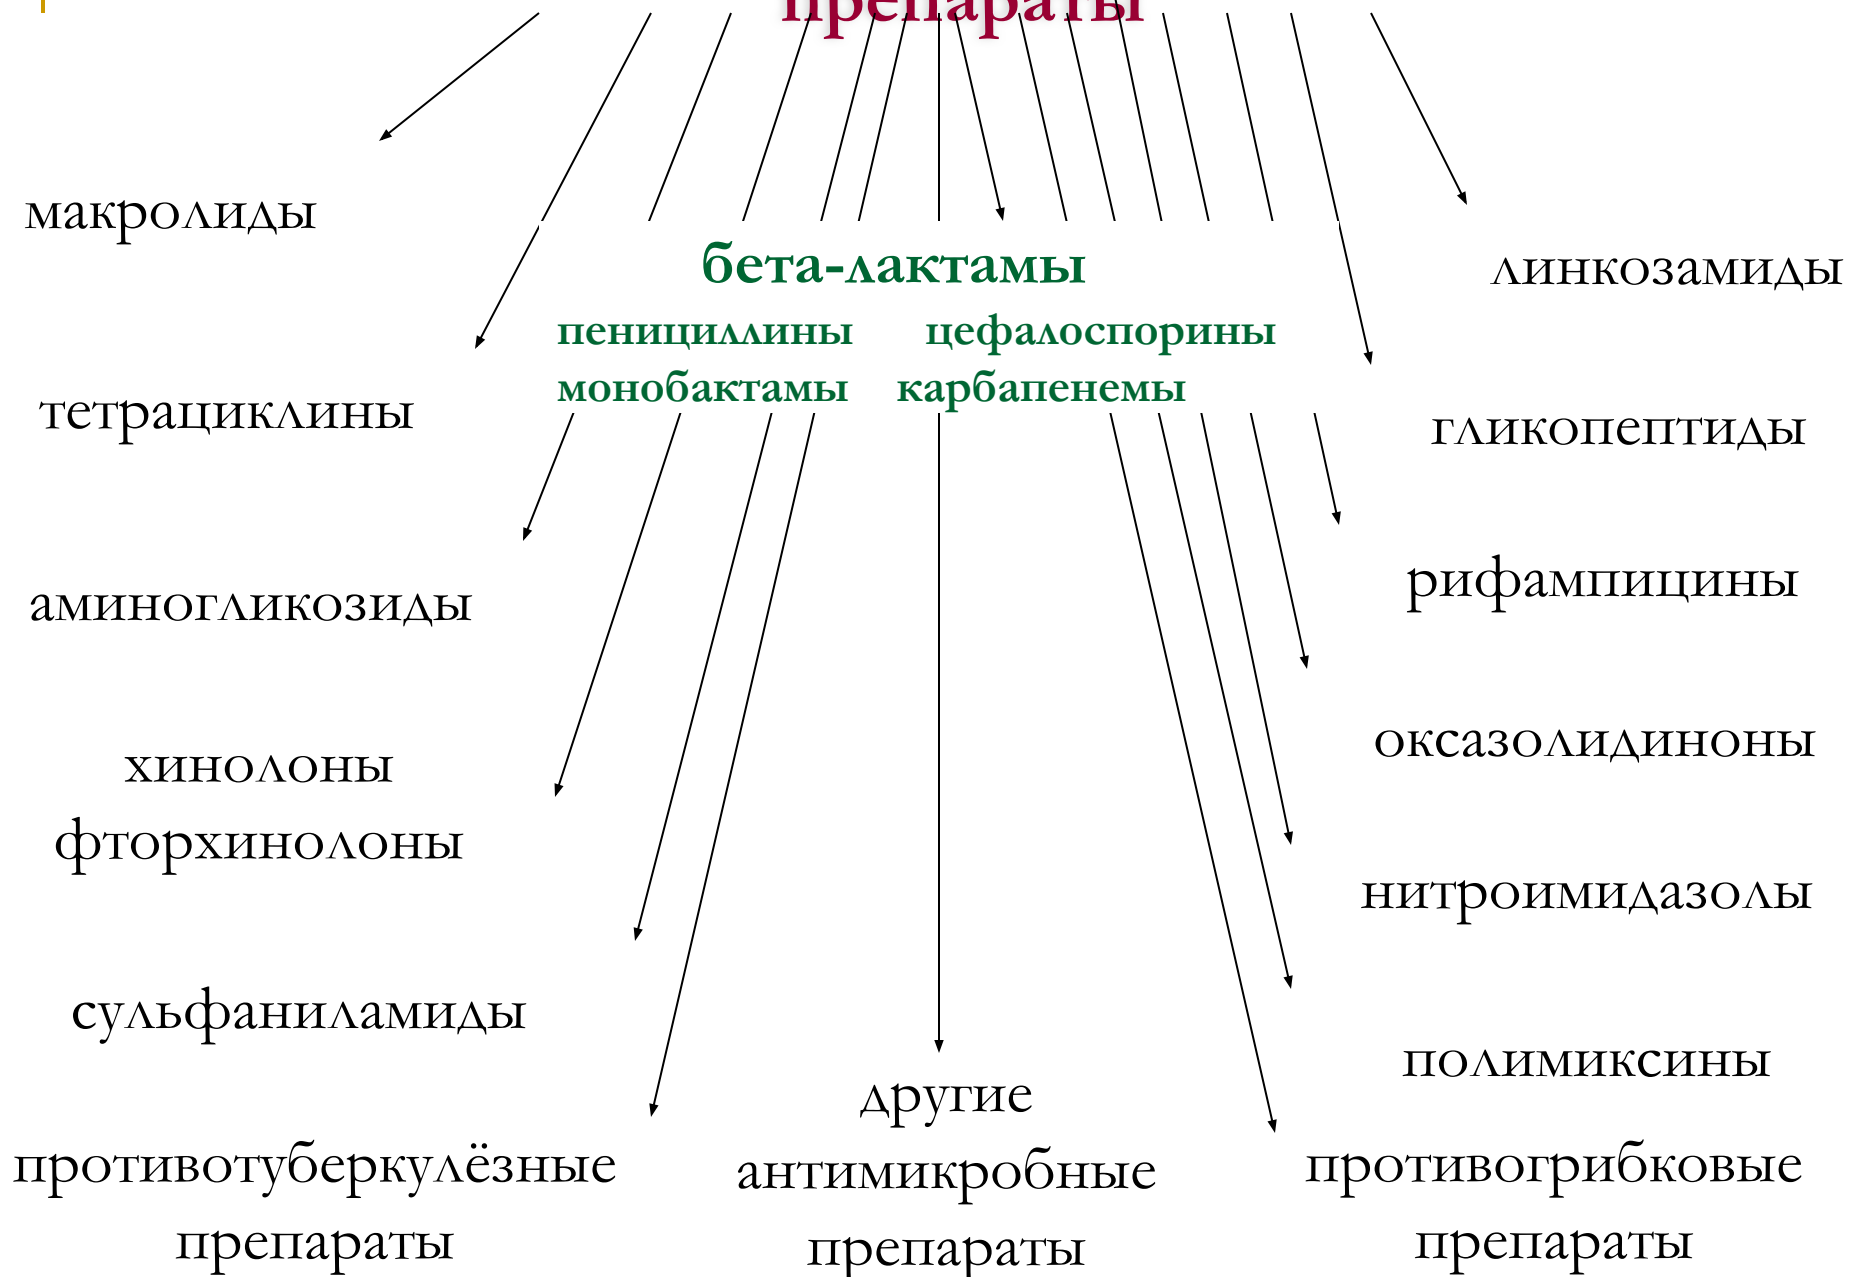 препараты
макролиды
линкозамиды
бета-лактамы
пенициллины цефалоспорины
монобактамы карбапенемы
тетрациклины
гликопептиды
аминогликозиды
рифампицины
хинолоны
фторхинолоны
оксазолидиноны
нитроимидазолы
сульфаниламиды
полимиксины
другие
антимикробные
препараты
противотуберкулёзные
препараты
противогрибковые
препараты